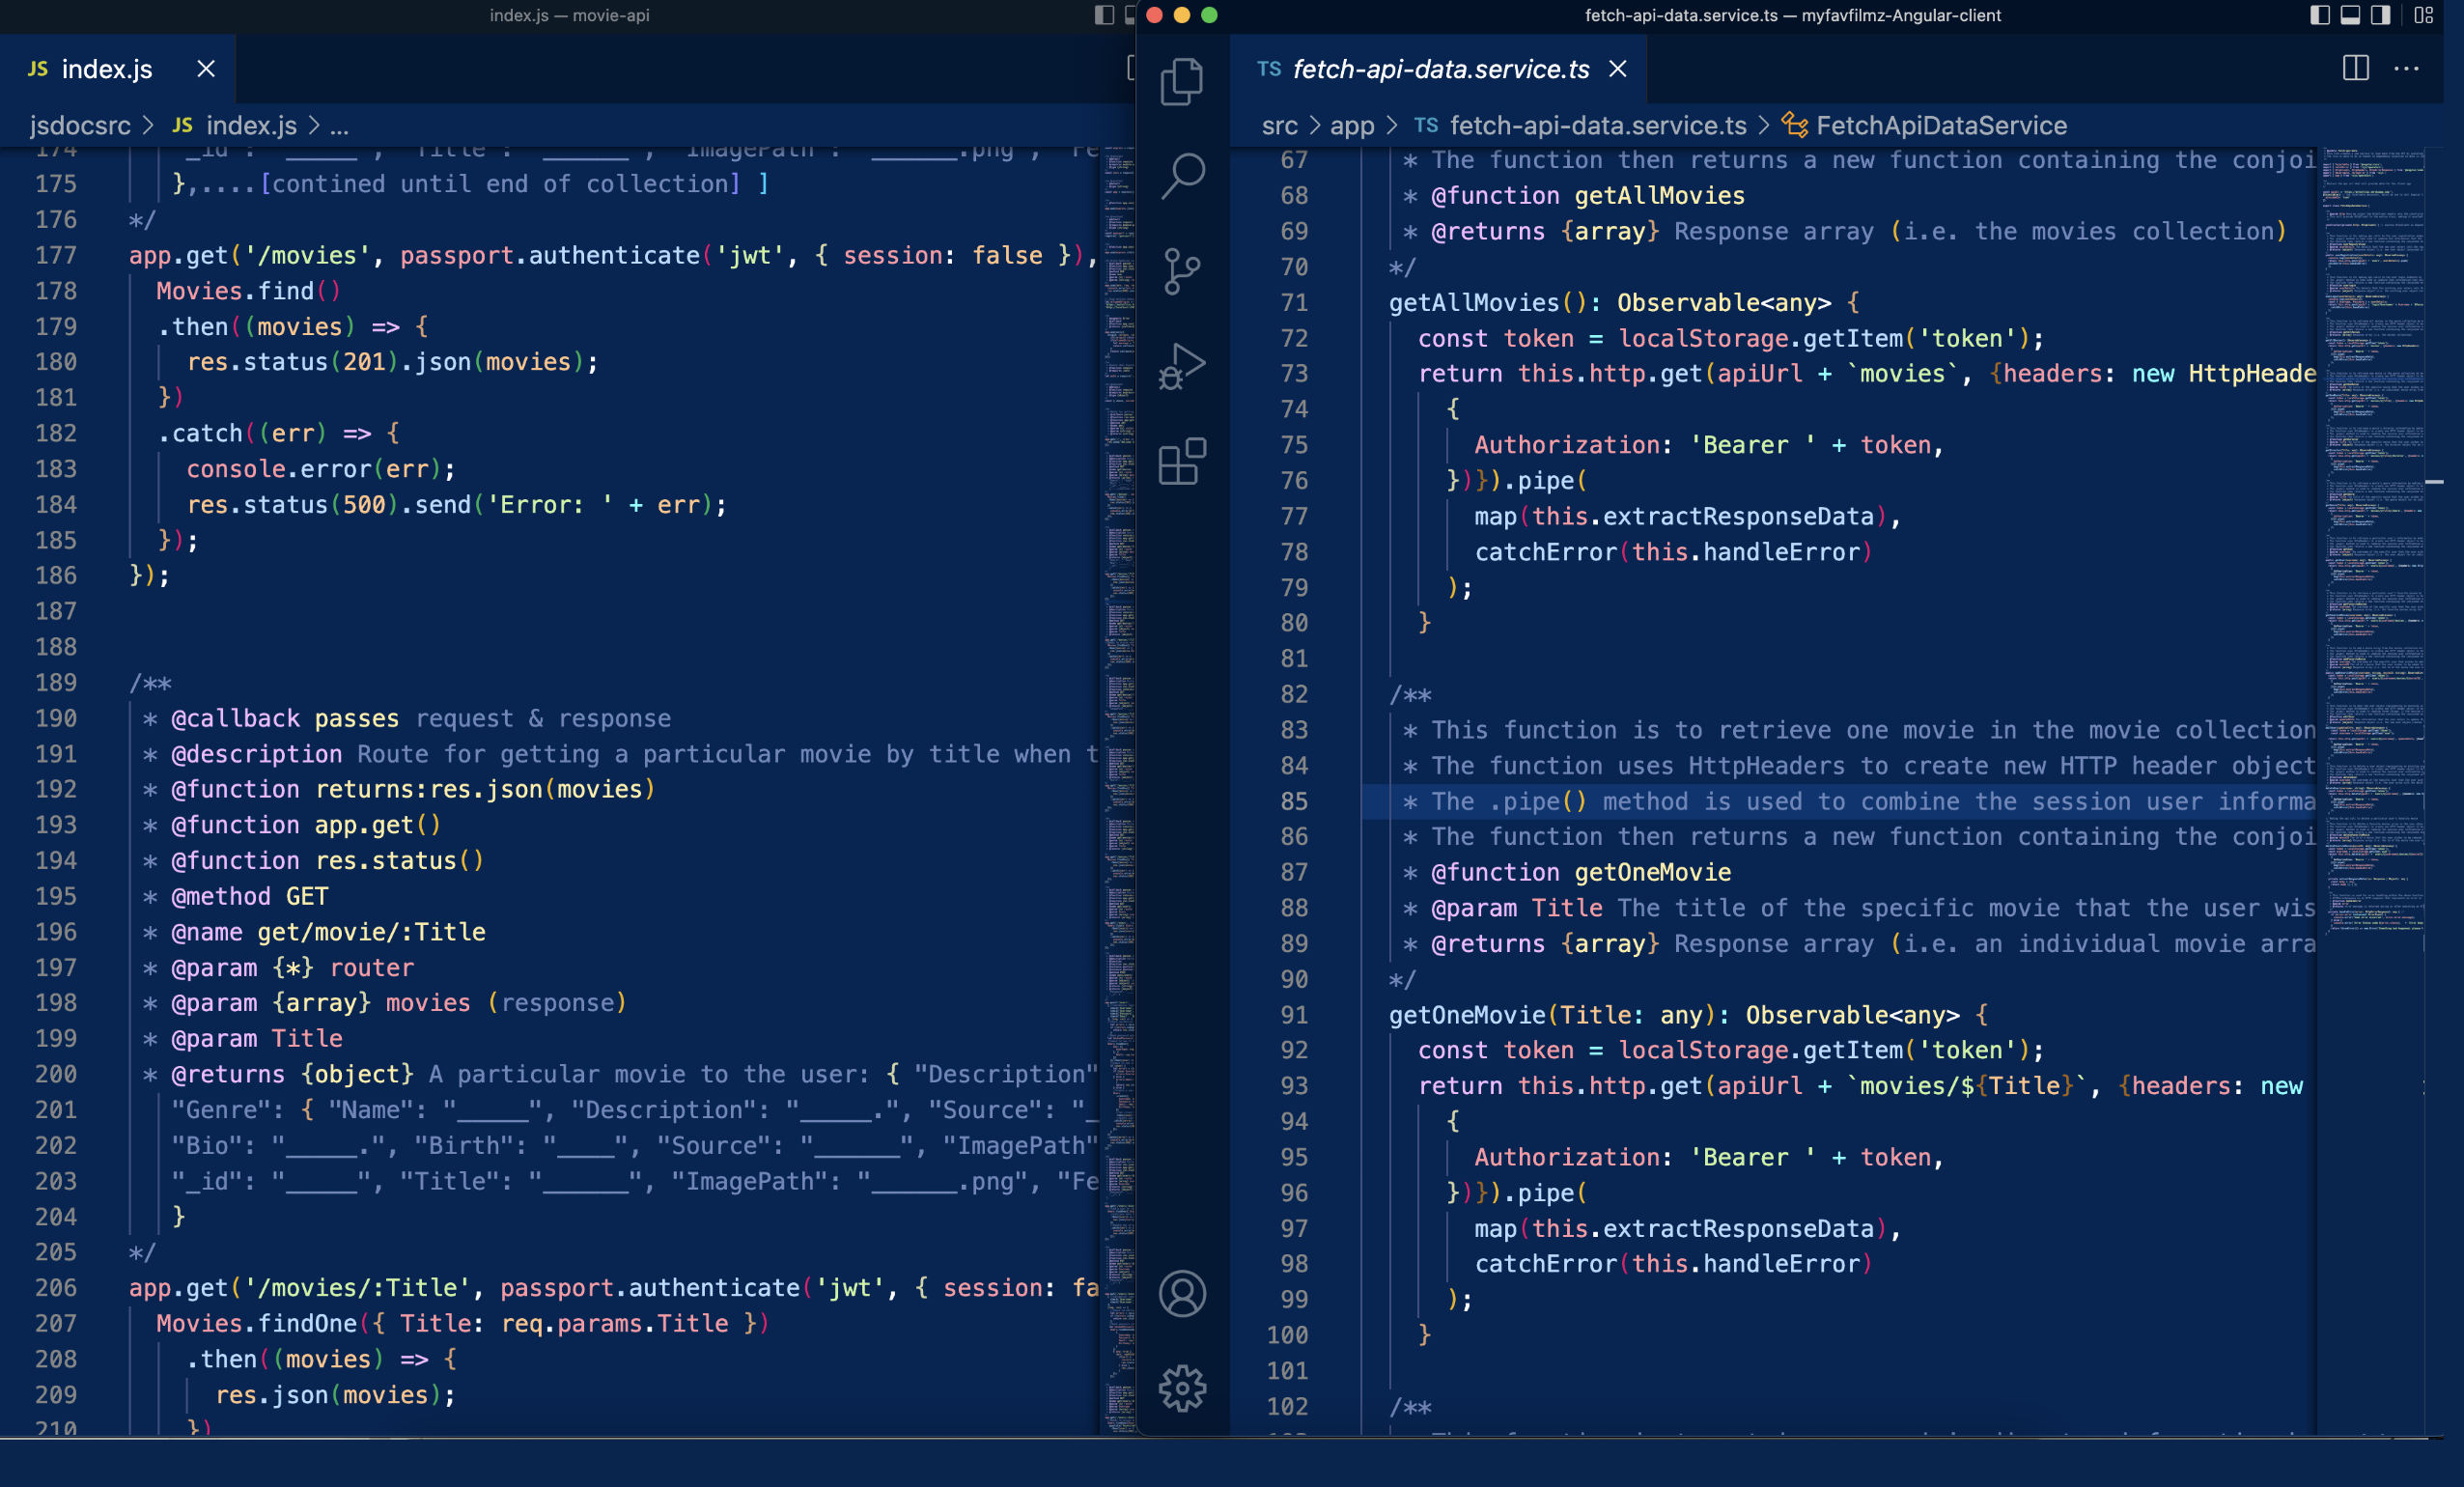 index.js — movie-api
JS index.js
jsdocsrc > JS index.js > ...
174 "_id": "_____", "Title": "______", "ImagePath": "______.png", "Fe
175 },....[contined until end of collection] ]
176 */
177 app.get('/movies', passport.authenticate('jwt', { session: false }),
178 Movies.find()
179 .then((movies) => {
180 res.status(201).json(movies);
181 })
182 .catch((err) => {
183 console.error(err);
184 res.status(500).send('Error: ' + err);
185 });
186 });
187
188
189 /**
190 * @callback passes request & response
191 * @description Route for getting a particular movie by title when t
192 * @function returns:res.json(movies)
193 * @function app.get()
194 * @function res.status()
195 * @method GET
196 * @name get/movie/:Title
197 * @param {*} router
198 * @param {array} movies (response)
199 * @param Title
200 * @returns {object} A particular movie to the user: { "Description"
201 "Genre": { "Name": "_____", "Description": "_____.", "Source": "_
202 "Bio": "_____.", "Birth": "____", "Source": "______", "ImagePath"
203 "_id": "_____", "Title": "______", "ImagePath": "______.png", "Fe
204 }
205 */
206 app.get('/movies/:Title', passport.authenticate('jwt', { session: fa
207 Movies.findOne({ Title: req.params.Title })
208 .then((movies) => {
209 res.json(movies);
210 })
fetch-api-data.service.ts — myfavfilmz-Angular-client
TS fetch-api-data.service.ts
src > app > TS fetch-api-data.service.ts > FetchApiDataService
67 * The function then returns a new function containing the conjoi
68 * @function getAllMovies
69 * @returns {array} Response array (i.e. the movies collection)
70 */
71 getAllMovies(): Observable<any> {
72 const token = localStorage.getItem('token');
73 return this.http.get(apiUrl + `movies`, {headers: new HttpHeade
74 {
75 Authorization: 'Bearer ' + token,
76 })}).pipe(
77 map(this.extractResponseData),
78 catchError(this.handleError)
79 );
80 }
81
82 /**
83 * This function is to retrieve one movie in the movie collection
84 * The function uses HttpHeaders to create new HTTP header object
85 * The .pipe() method is used to combine the session user informa
86 * The function then returns a new function containing the conjoi
87 * @function getOneMovie
88 * @param Title The title of the specific movie that the user wis
89 * @returns {array} Response array (i.e. an individual movie arra
90 */
91 getOneMovie(Title: any): Observable<any> {
92 const token = localStorage.getItem('token');
93 return this.http.get(apiUrl + `movies/${Title}`, {headers: new
94 {
95 Authorization: 'Bearer ' + token,
96 })}).pipe(
97 map(this.extractResponseData),
98 catchError(this.handleError)
99 );
100 }
101
102 /**